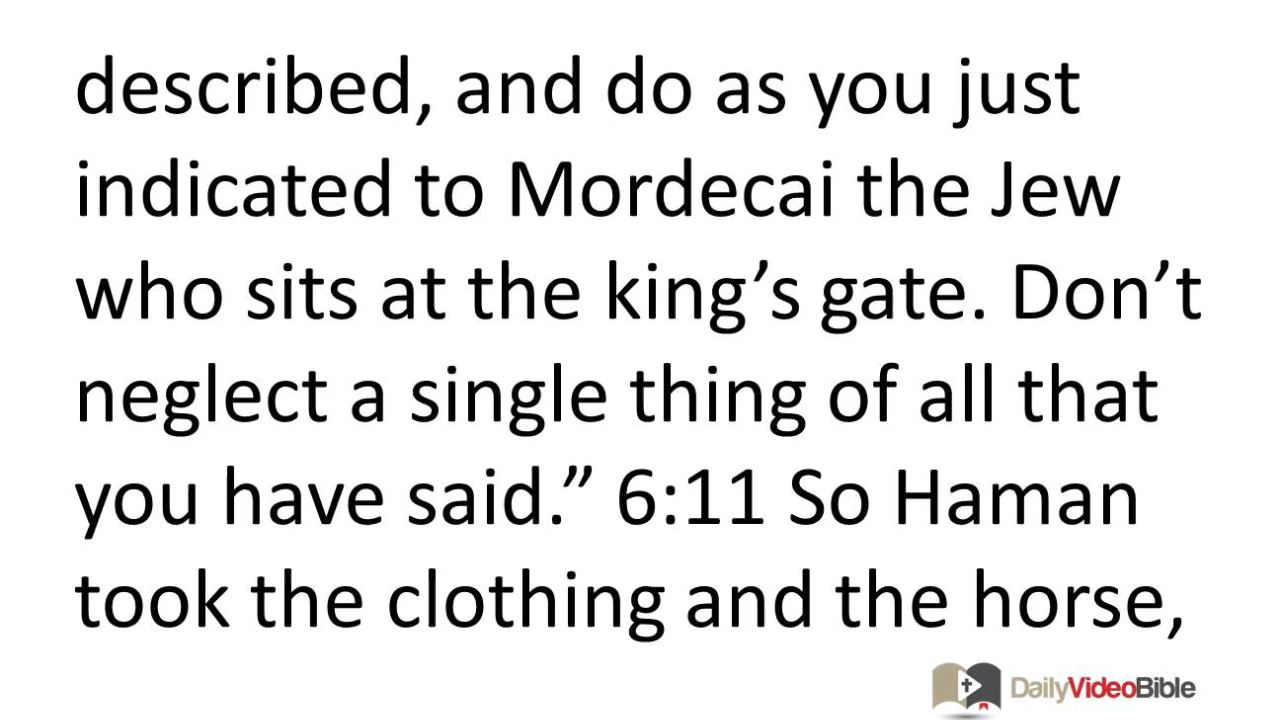 described, and do as you just
indicated to Mordecai the Jew
who sits at the king’s gate. Don’t
neglect a single thing of all that
you have said.” 6:11 So Haman
took the clothing and the horse,
DailyVideoBible